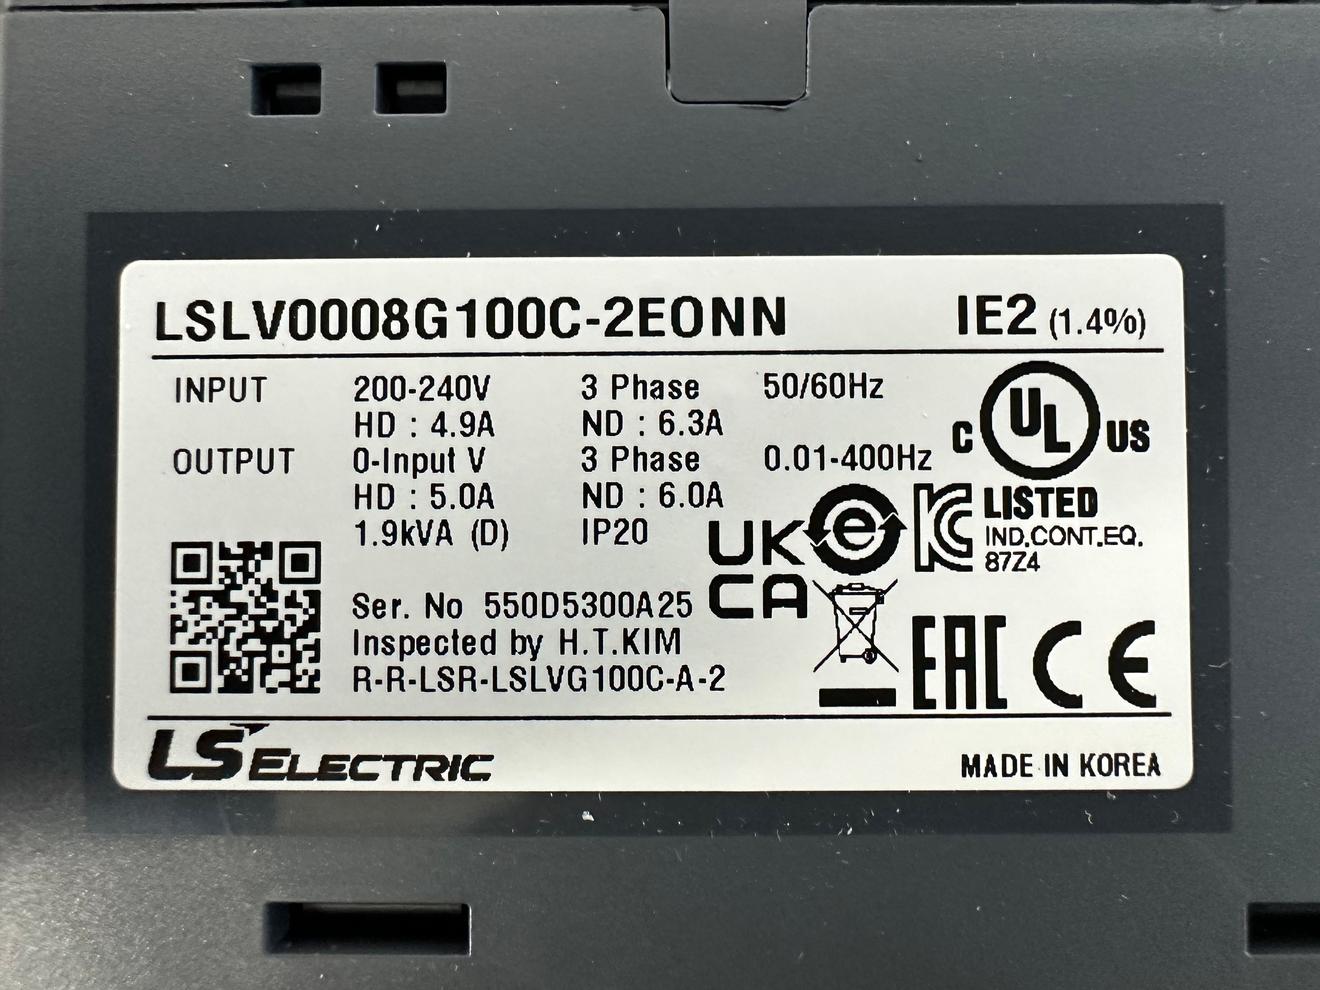 LSLV0008G100C-2EONN IE2 (1.4%)
INPUT 200-240V 3 Phase 50/60Hz
HD : 4.9A ND : 6.3A
OUTPUT 0-Input V 3 Phase 0.01-400Hz
HD : 5.0A ND : 6.0A
1.9kVA (D) IP20
C UL US
LISTED
IND.CONT.EQ.
87Z4
UK
CA
e
KC
Ser. No 550D5300A25
Inspected by H.T.KIM
R-R-LSR-LSLVG100C-A-2
EAC CE
LS ELECTRIC MADE IN KOREA